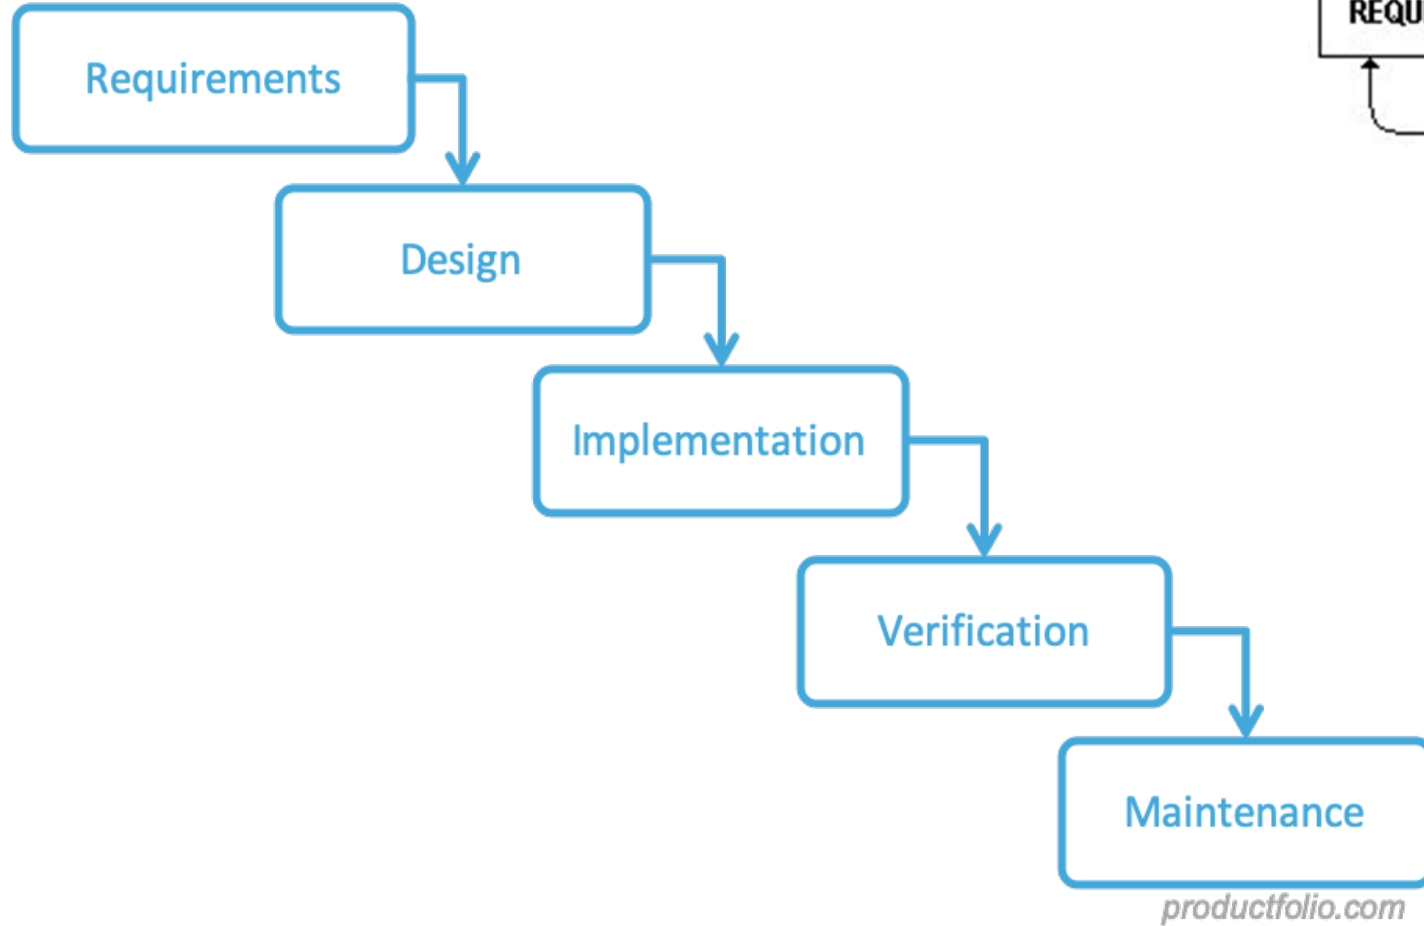 Requirements
Design
Implementation
Verification
Maintenance
productfolio.com